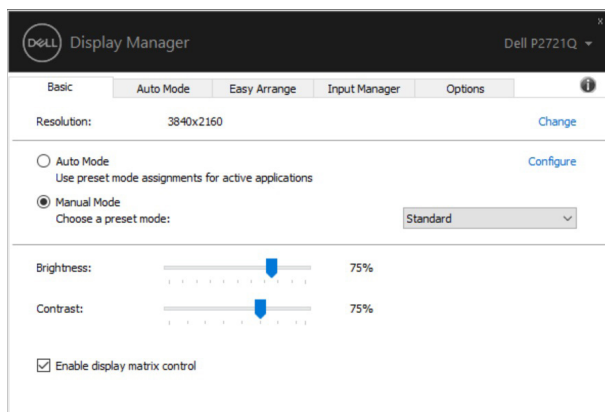 DELL Display Manager
Dell P2721Q
x
Basic Auto Mode Easy Arrange Input Manager Options
Resolution: 3840x2160 Change
Auto Mode Configure
Use preset mode assignments for active applications
Manual Mode
Choose a preset mode: Standard
Brightness: 75%
Contrast: 75%
Enable display matrix control